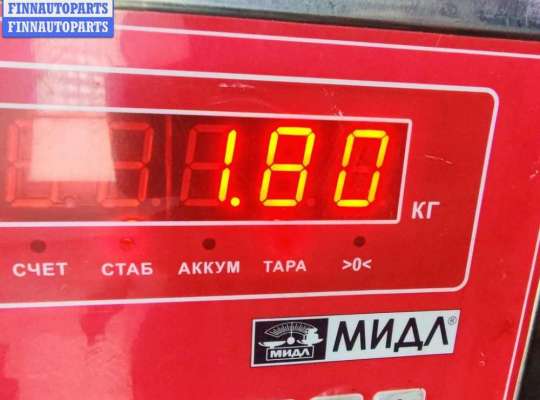 FINNAUTOPARTS
FINNAUTOPARTS
1.80
КГ
СЧЕТ СТАБ АККУМ ТАРА >0<
МИДЛ МИДЛ®